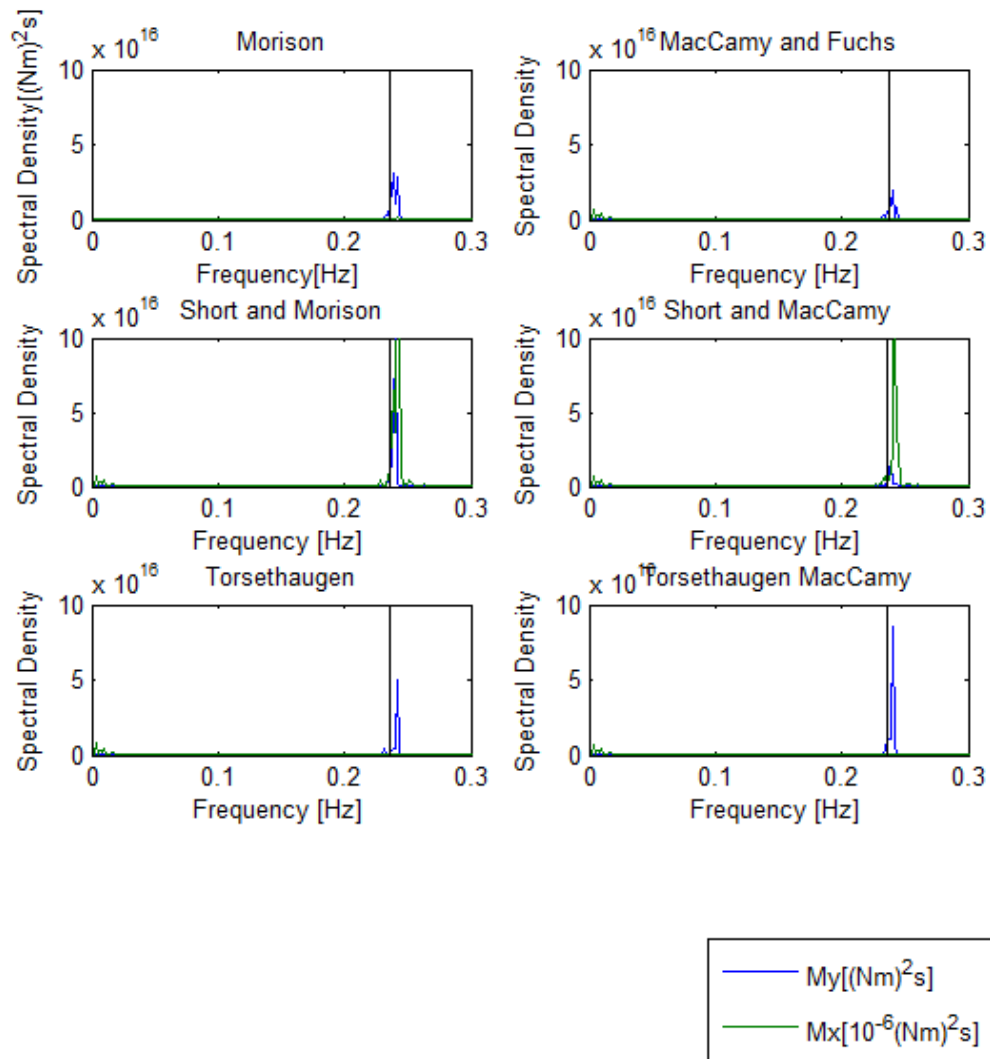 x 10^16 Morison
Spectral Density[(Nm)^2s]
10
5
0
0 0.1 0.2 0.3
Frequency[Hz]
x 10^16 MacCamy and Fuchs
Spectral Density
10
5
0
0 0.1 0.2 0.3
Frequency [Hz]
x 10^16 Short and Morison
Spectral Density
10
5
0
0 0.1 0.2 0.3
Frequency [Hz]
x 10^16 Short and MacCamy
Spectral Density
10
5
0
0 0.1 0.2 0.3
Frequency [Hz]
x 10^16 Torsethaugen
Spectral Density
10
5
0
0 0.1 0.2 0.3
Frequency [Hz]
x 10^16 Torsethaugen MacCamy
Spectral Density
10
5
0
0 0.1 0.2 0.3
Frequency [Hz]
My[(Nm)^2s]
Mx[10^-6(Nm)^2s]